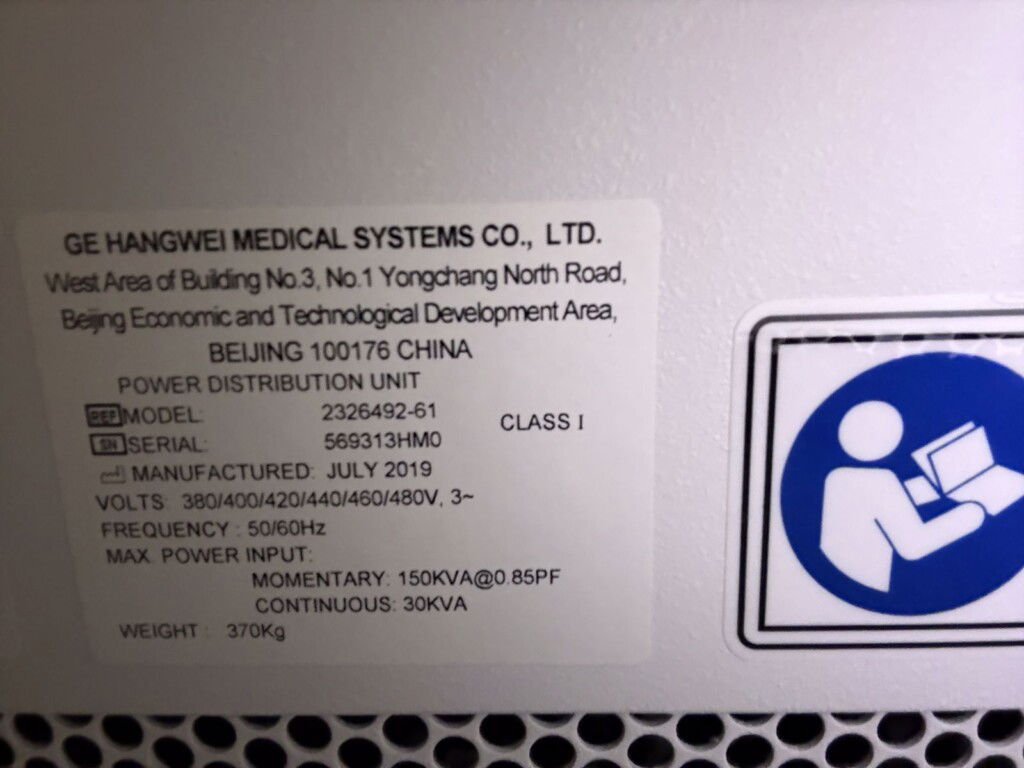 GE HANGWEI MEDICAL SYSTEMS CO., LTD.
West Area of Building No.3, No.1 Yongchang North Road,
Beijing Economic and Technological Development Area,
BEIJING 100176 CHINA
POWER DISTRIBUTION UNIT
REF MODEL: 2326492-61
CLASS I
SN SERIAL: 569313HM0
MANUFACTURED: JULY 2019
VOLTS: 380/400/420/440/460/480V, 3~
FREQUENCY : 50/60Hz
MAX. POWER INPUT:
MOMENTARY: 150KVA@0.85PF
CONTINUOUS: 30KVA
WEIGHT : 370Kg